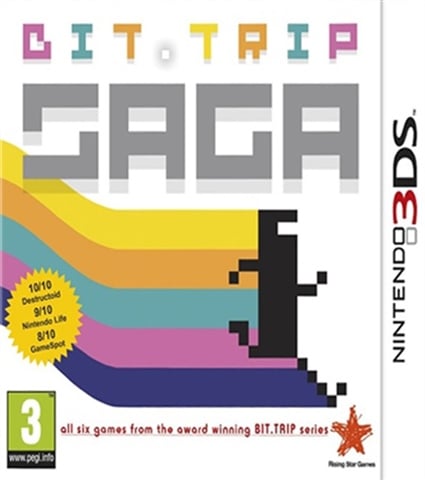 BIT.TRIP
SAGA
NINTENDO 3DS™
10/10
Destructoid
9/10
Nintendo Life
8/10
GameSpot
3
www.pegi.info
all six games from the award winning BIT.TRIP series
Rising Star Games